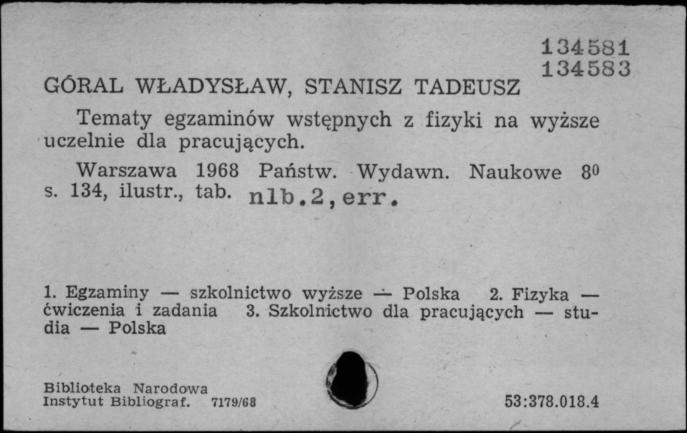 134581
134583
GÓRAL WŁADYSŁAW, STANISZ TADEUSZ
Tematy egzaminów wstępnych z fizyki na wyższe
uczelnie dla pracujących.
Warszawa 1968 Państw. Wydawn. Naukowe 8⁰
s. 134, ilustr., tab. nlb.2,err.
1. Egzaminy — szkolnictwo wyższe — Polska 2. Fizyka —
ćwiczenia i zadania 3. Szkolnictwo dla pracujących — stu-
dia — Polska
Biblioteka Narodowa
Instytut Bibliograf. 7179/68
53:378.018.4